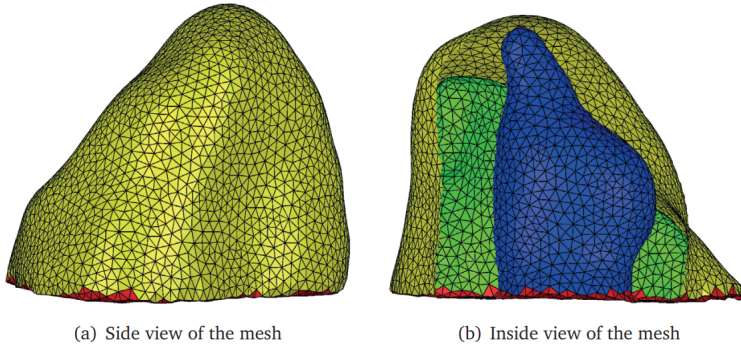 (a) Side view of the mesh
(b) Inside view of the mesh